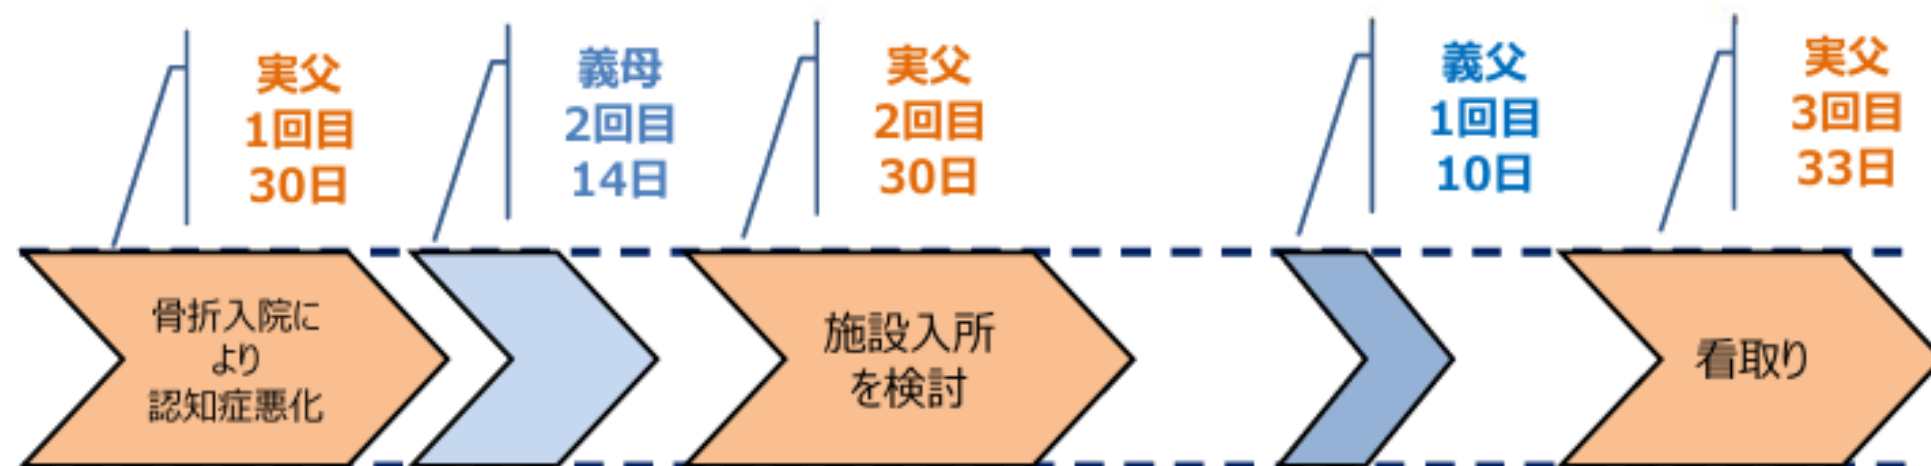 実父
1回目
30日
義母
2回目
14日
実父
2回目
30日
義父
1回目
10日
実父
3回目
33日
骨折入院に
より
認知症悪化
施設入所
を検討
看取り